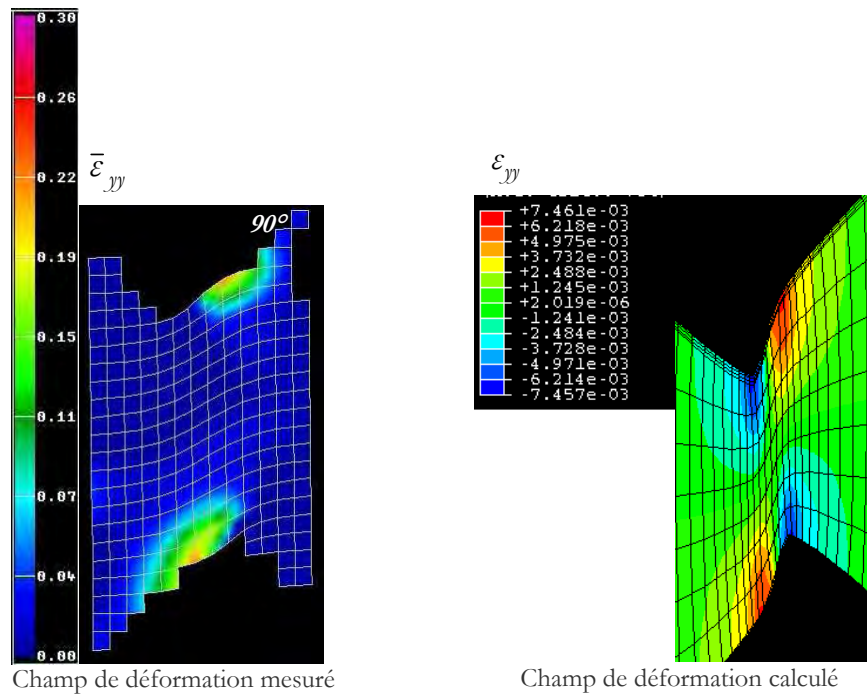 0.30
0.26
0.22
0.19
0.15
0.11
0.07
0.04
0.00
ε̄yy
90°
Champ de déformation mesuré
εyy
+7.461e-03
+6.218e-03
+4.975e-03
+3.732e-03
+2.488e-03
+1.245e-03
+2.019e-06
-1.241e-03
-2.484e-03
-3.728e-03
-4.971e-03
-6.214e-03
-7.457e-03
Champ de déformation calculé